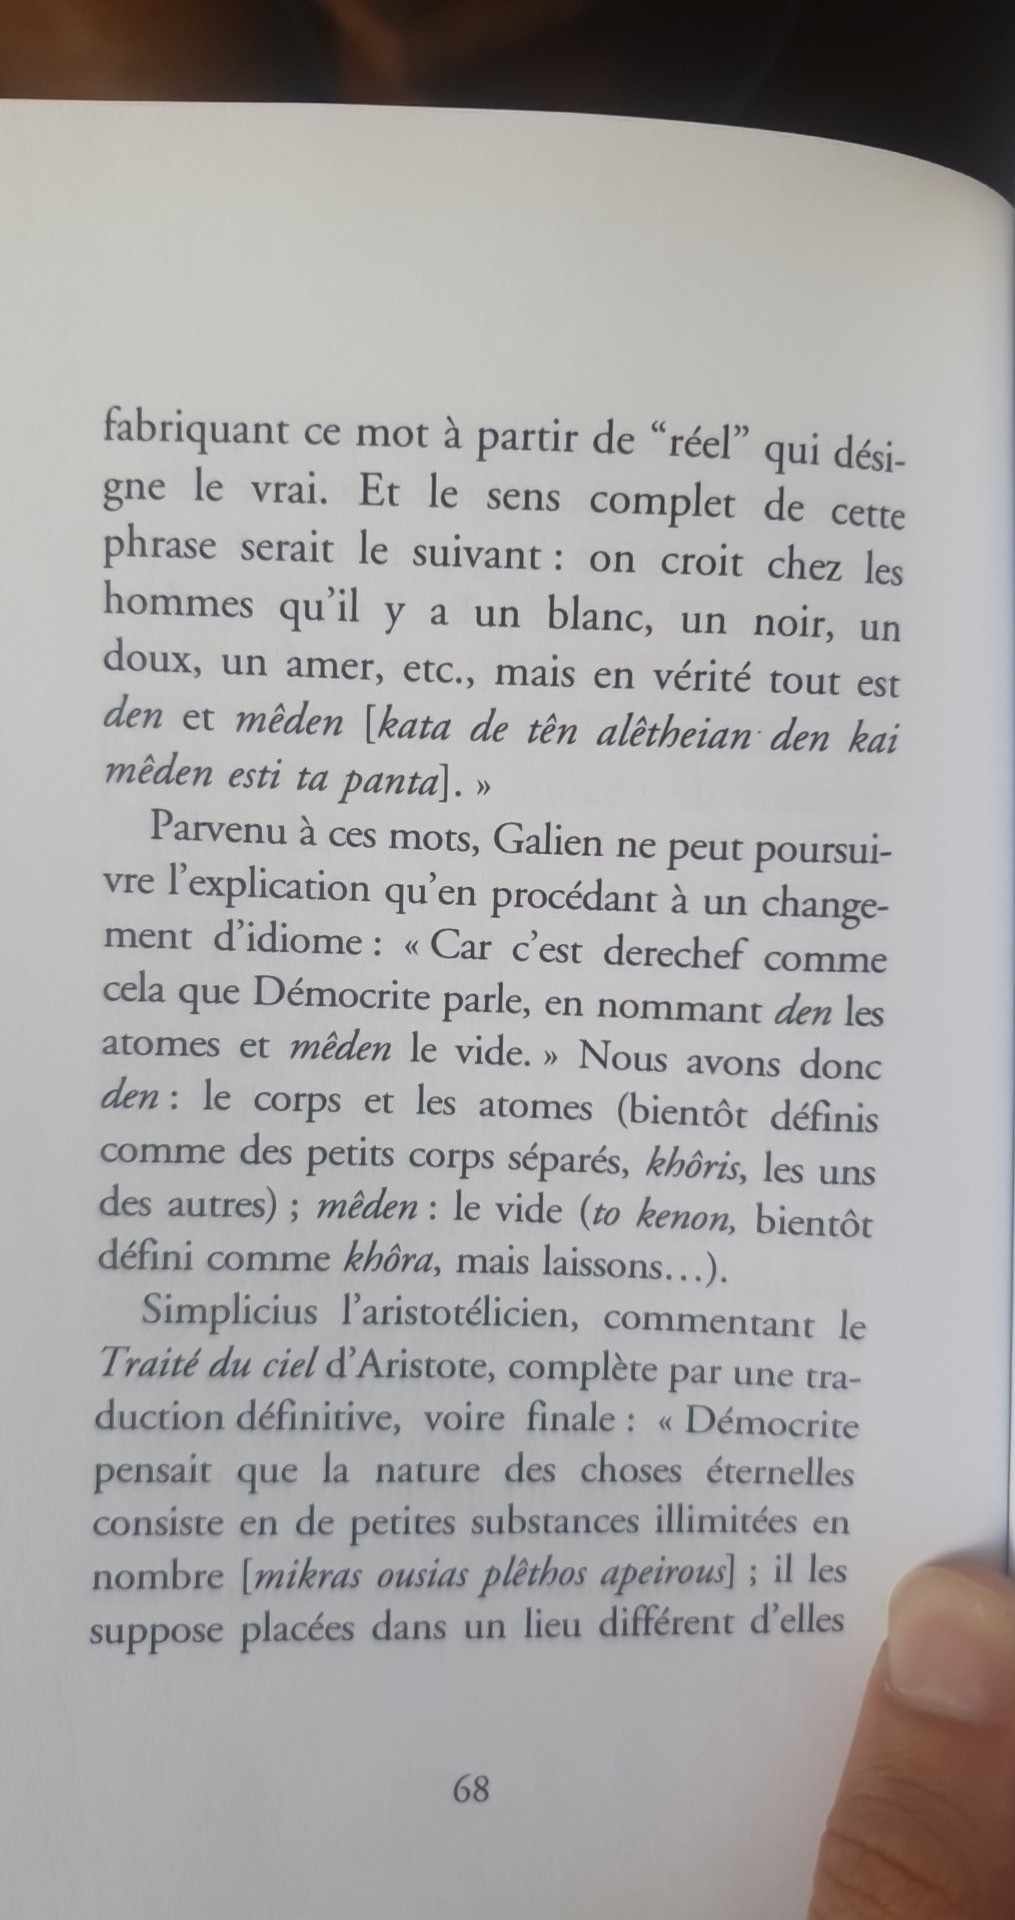 fabriquant ce mot à partir de “réel” qui dési-
gne le vrai. Et le sens complet de cette
phrase serait le suivant : on croit chez les
hommes qu’il y a un blanc, un noir, un
doux, un amer, etc., mais en vérité tout est
den et mêden [kata de tên alêtheian den kai
mêden esti ta panta]. »
Parvenu à ces mots, Galien ne peut poursui-
vre l’explication qu’en procédant à un change-
ment d’idiome : « Car c’est derechef comme
cela que Démocrite parle, en nommant den les
atomes et mêden le vide. » Nous avons donc
den : le corps et les atomes (bientôt définis
comme des petits corps séparés, khôris, les uns
des autres) ; mêden : le vide (to kenon, bientôt
défini comme khôra, mais laissons…).
Simplicius l’aristotélicien, commentant le
Traité du ciel d’Aristote, complète par une tra-
duction définitive, voire finale : « Démocrite
pensait que la nature des choses éternelles
consiste en de petites substances illimitées en
nombre [mikras ousias plêthos apeirous] ; il les
suppose placées dans un lieu différent d’elles
68